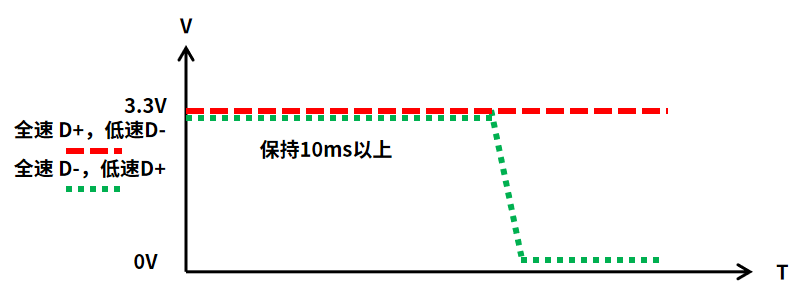 V
3.3V
全速 D+，低速D-
全速 D-，低速D+
保持10ms以上
0V
T